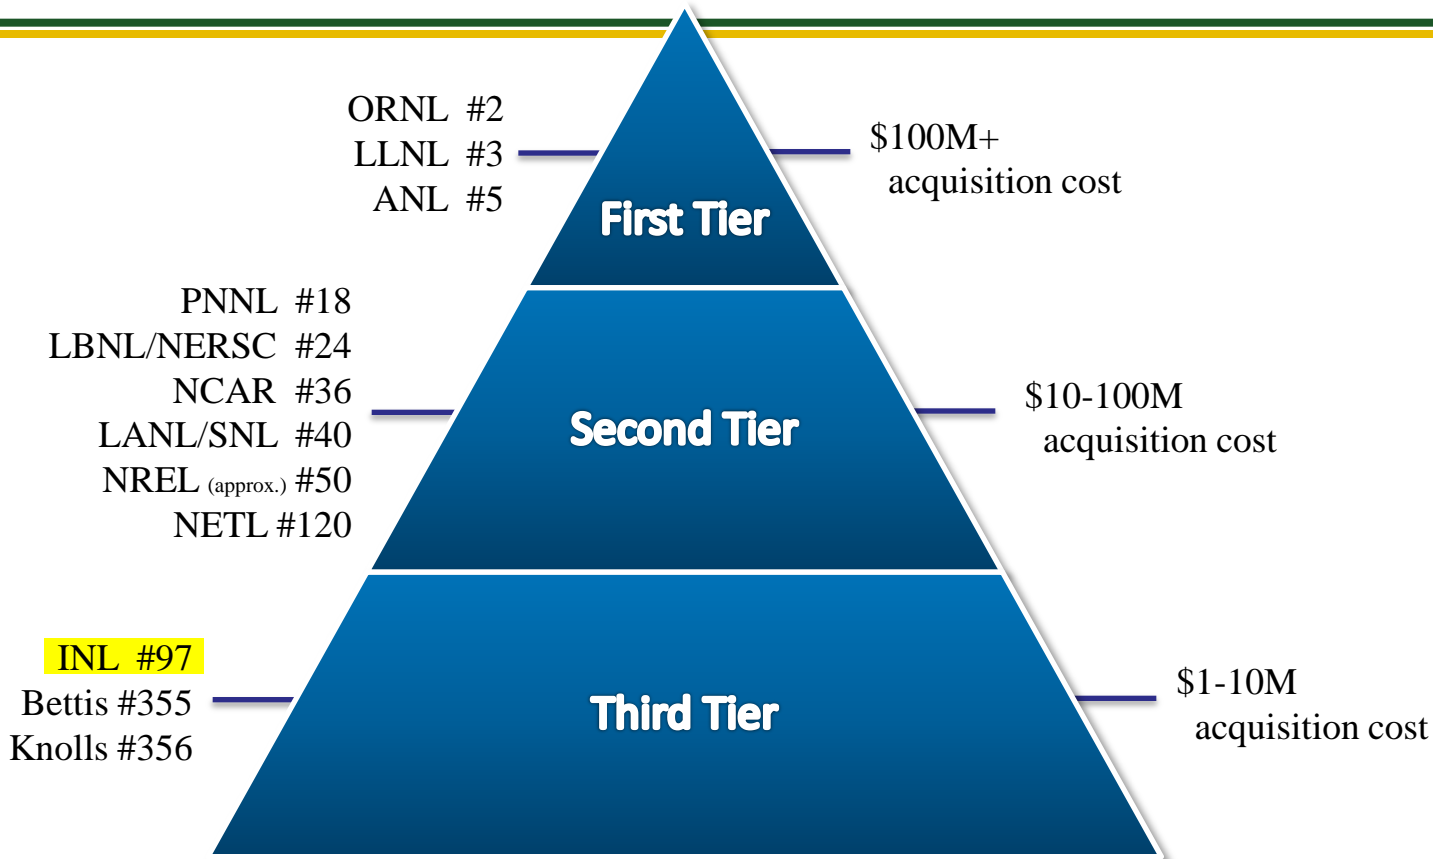 ORNL #2
LLNL #3
ANL #5
$100M+
acquisition cost
First Tier
PNNL #18
LBNL/NERSC #24
NCAR #36
LANL/SNL #40
NREL (approx.) #50
NETL #120
$10-100M
acquisition cost
Second Tier
INL #97
Bettis #355
Knolls #356
$1-10M
acquisition cost
Third Tier